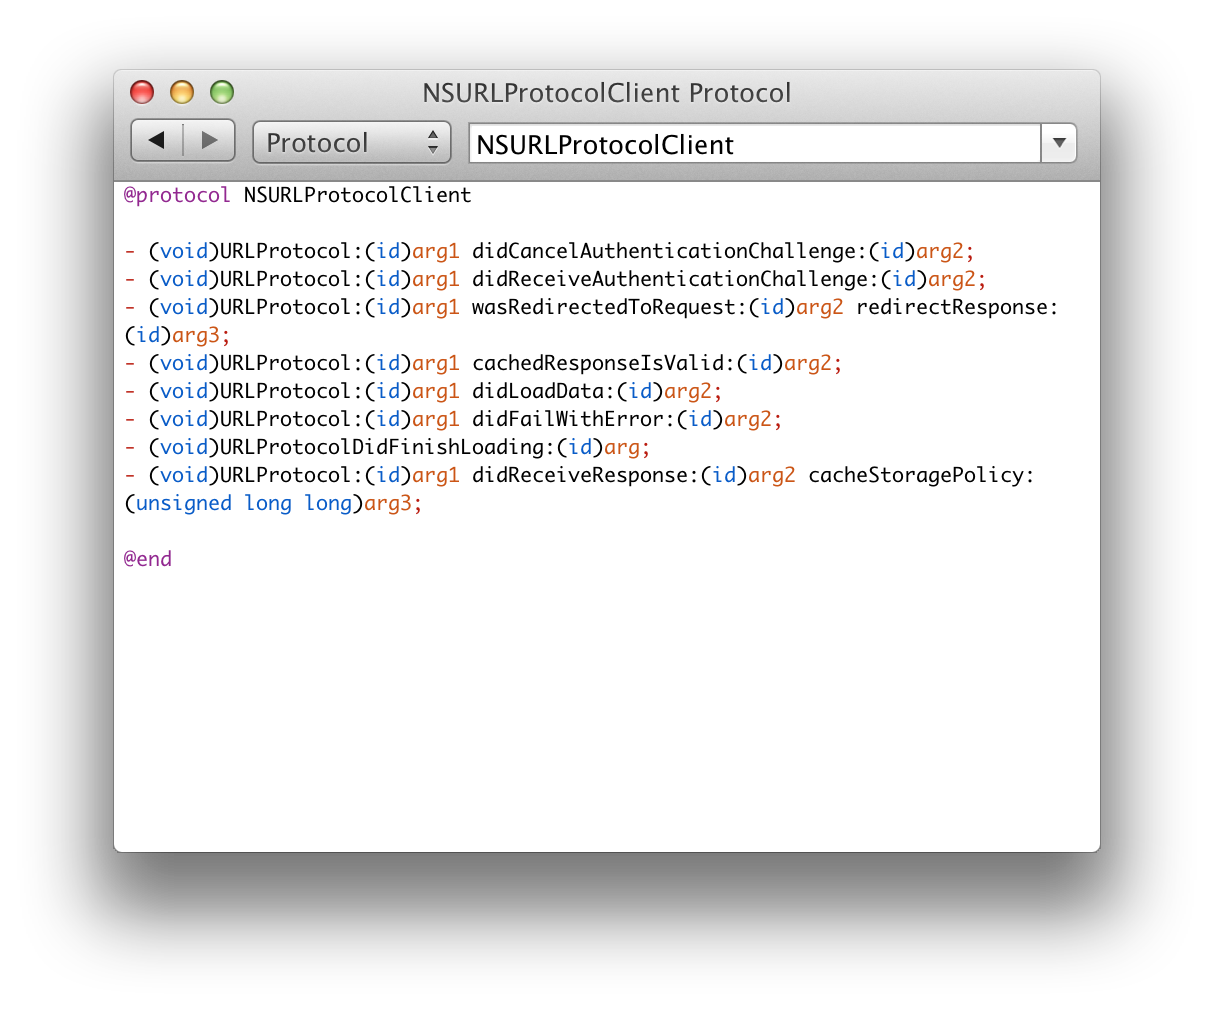 NSURLProtocolClient Protocol
Protocol
NSURLProtocolClient
@protocol NSURLProtocolClient
- (void)URLProtocol:(id)arg1 didCancelAuthenticationChallenge:(id)arg2;
- (void)URLProtocol:(id)arg1 didReceiveAuthenticationChallenge:(id)arg2;
- (void)URLProtocol:(id)arg1 wasRedirectedToRequest:(id)arg2 redirectResponse:
(id)arg3;
- (void)URLProtocol:(id)arg1 cachedResponseIsValid:(id)arg2;
- (void)URLProtocol:(id)arg1 didLoadData:(id)arg2;
- (void)URLProtocol:(id)arg1 didFailWithError:(id)arg2;
- (void)URLProtocolDidFinishLoading:(id)arg;
- (void)URLProtocol:(id)arg1 didReceiveResponse:(id)arg2 cacheStoragePolicy:
(unsigned long long)arg3;
@end